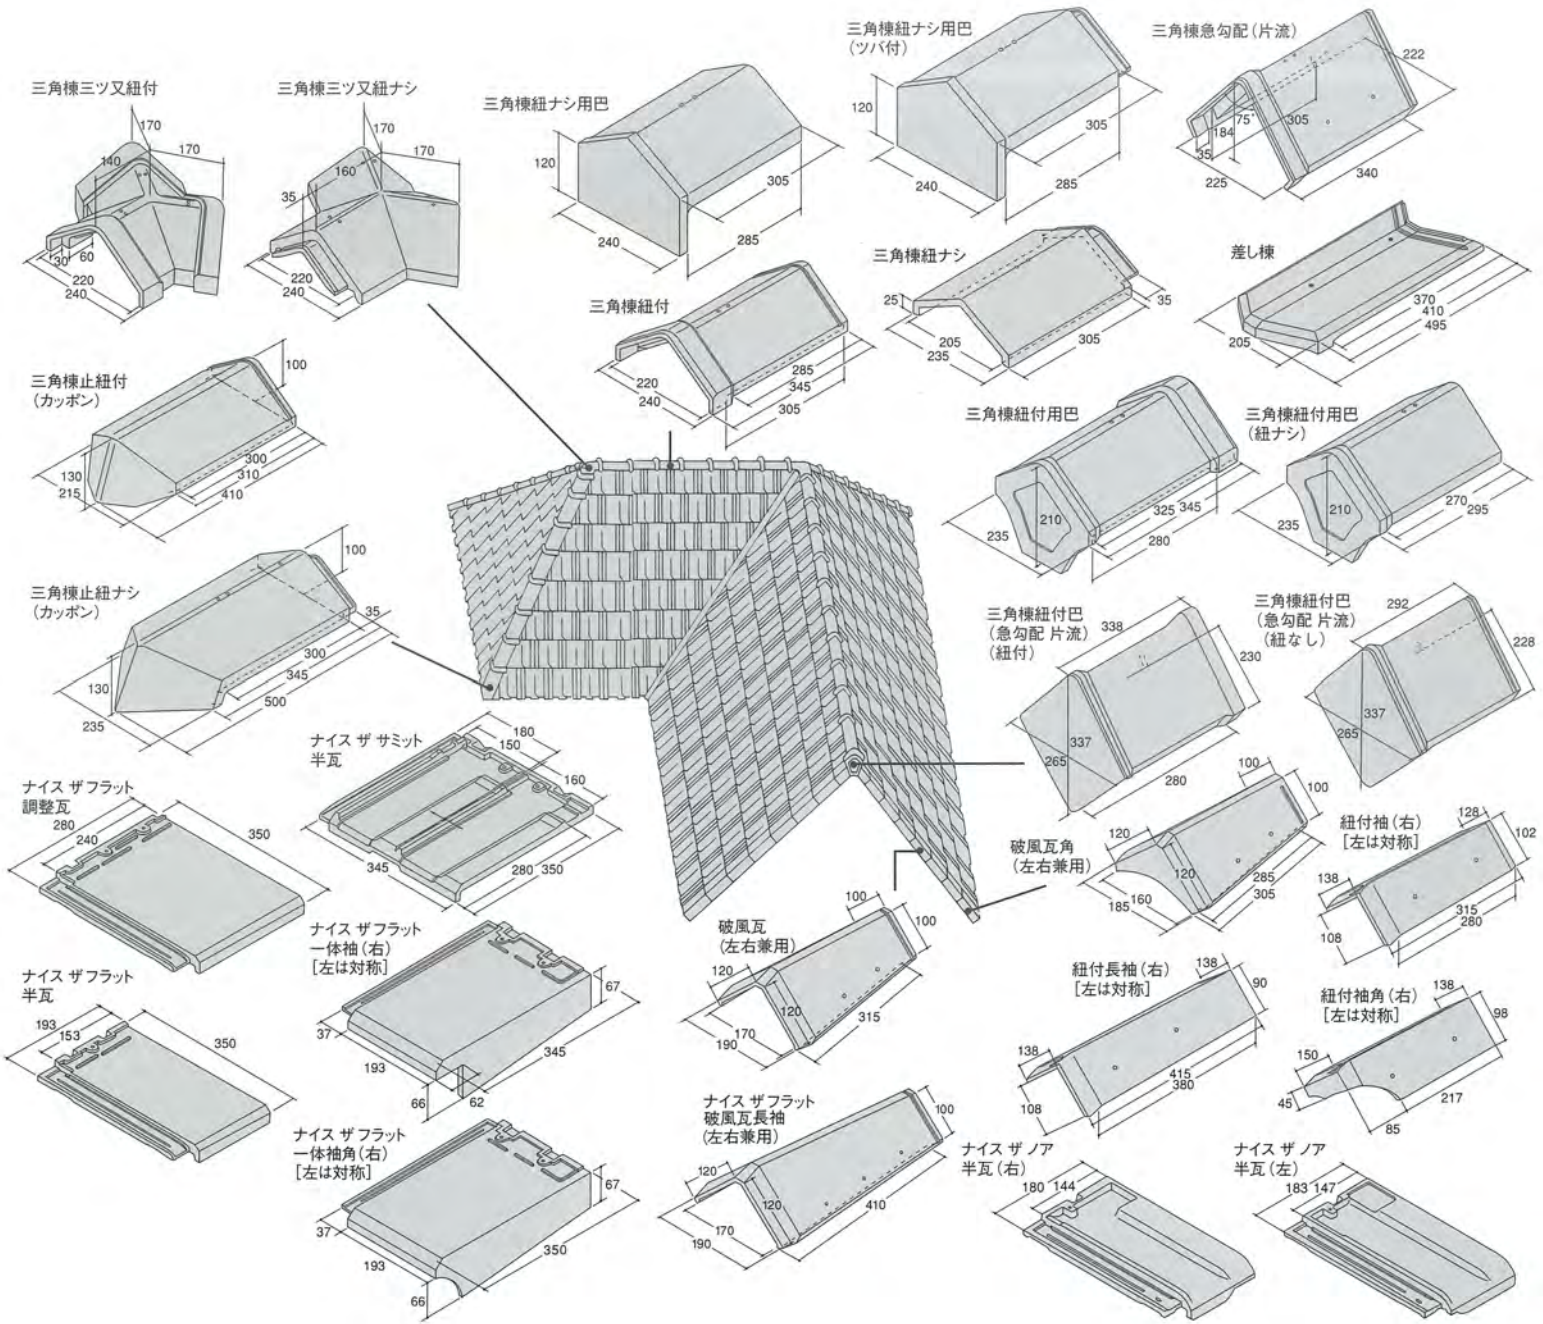 三角棟三ツ又紐付
170
140
170
30
60
220
240
三角棟三ツ又紐ナシ
170
160
170
35
220
240
三角棟紐ナシ用巴
120
240
305
285
三角棟紐ナシ用巴
(ツバ付)
120
240
305
285
三角棟急勾配(片流)
222
75°
184
305
35
225
340
三角棟紐付
220
240
285
345
305
三角棟紐ナシ
25
205
235
35
305
差し棟
370
410
495
205
三角棟止紐付
(カッポン)
100
130
215
300
310
410
三角棟紐付用巴
235
210
325
345
280
三角棟紐付用巴
(紐ナシ)
235
210
270
295
三角棟止紐ナシ
(カッポン)
100
35
130
235
300
345
500
三角棟紐付巴
(急勾配 片流)
(紐付)
338
230
337
265
280
三角棟紐付巴
(急勾配 片流)
(紐なし)
292
228
337
265
ナイス ザ サミット
半瓦
180
150
160
345
280
350
ナイス ザ フラット
調整瓦
280
240
350
破風瓦角
(左右兼用)
100
100
120
120
160
185
285
305
紐付袖(右)
[左は対称]
128
102
138
108
315
280
ナイス ザ フラット
一体袖(右)
[左は対称]
67
37
193
345
66
62
破風瓦
(左右兼用)
100
100
120
120
170
190
315
紐付長袖(右)
[左は対称]
138
90
138
108
415
380
紐付袖角(右)
[左は対称]
138
98
150
45
217
85
ナイス ザ フラット
半瓦
193
153
350
ナイス ザ フラット
一体袖角(右)
[左は対称]
67
37
193
350
66
ナイス ザ フラット
破風瓦長袖
(左右兼用)
100
120
120
170
190
410
ナイス ザ ノア
半瓦(右)
180
144
ナイス ザ ノア
半瓦(左)
183
147